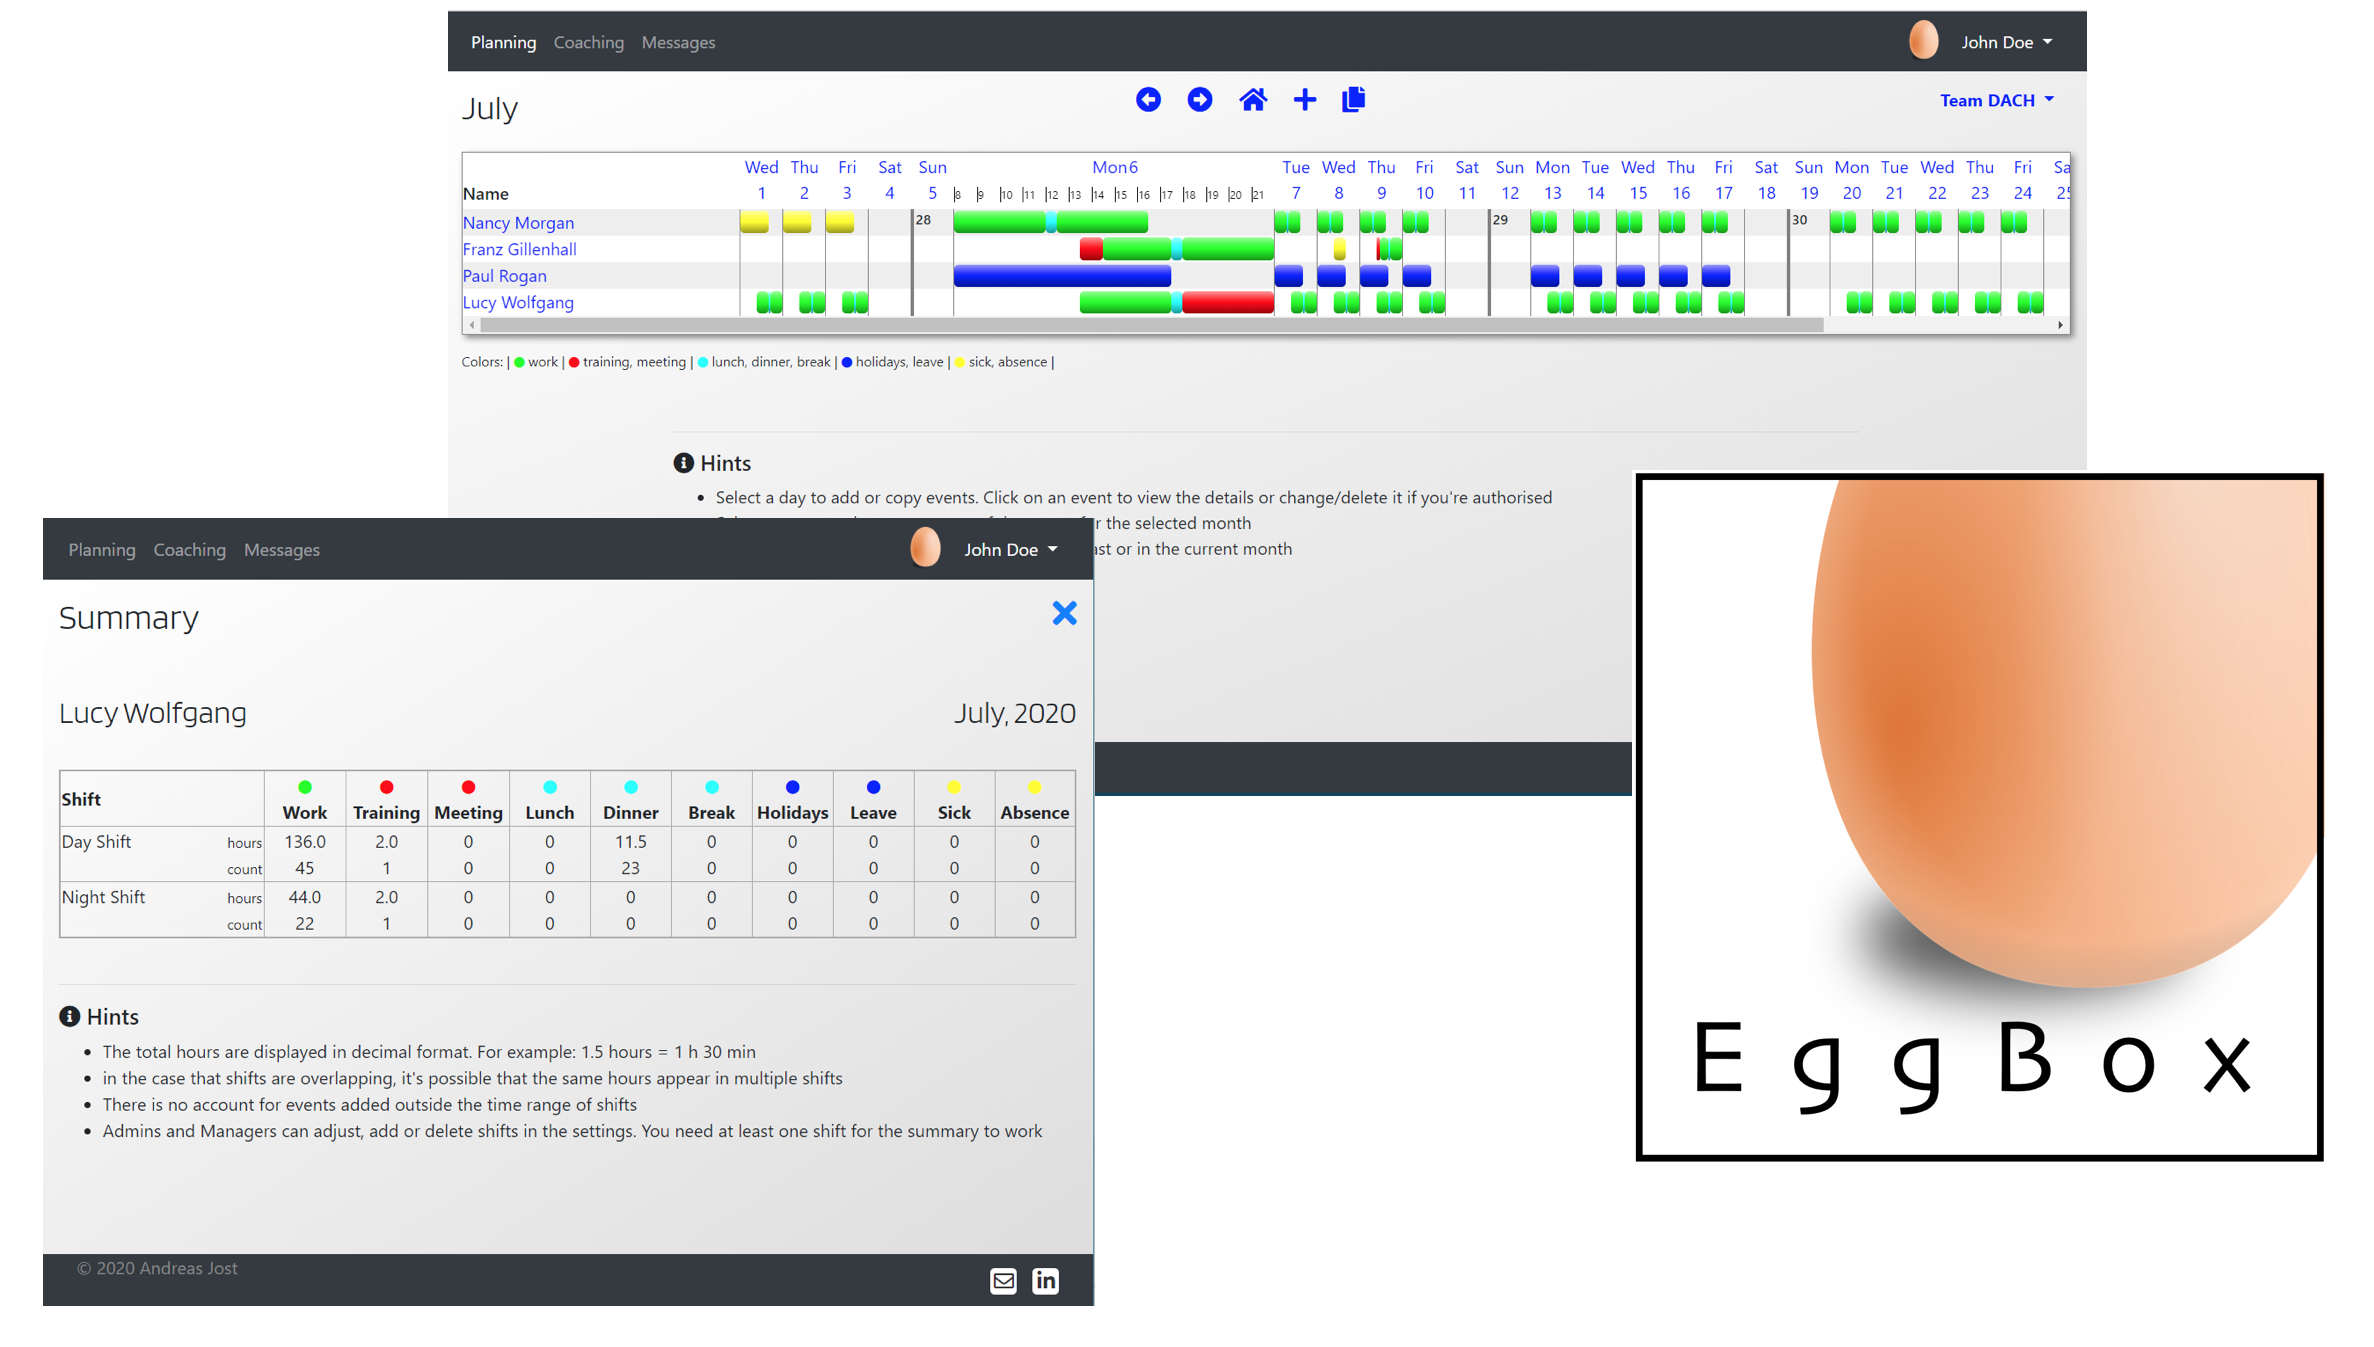 Planning Coaching Messages John Doe
July Team DACH
Wed Thu Fri Sat Sun Mon 6 Tue Wed Thu Fri Sat Sun Mon Tue Wed Thu Fri Sat Sun Mon Tue Wed Thu Fri
Name 1 2 3 4 5 8 9 10 11 12 13 14 15 16 17 18 19 20 21 7 8 9 10 11 12 13 14 15 16 17 18 19 20 21 22 23 24
Nancy Morgan 28 29 30
Franz Gillenhall
Paul Rogan
Lucy Wolfgang
Colors: | work | training, meeting | lunch, dinner, break | holidays, leave | sick, absence |
Hints
Select a day to add or copy events. Click on an event to view the details or change/delete it if you're authorised
the selected month
or in the current month
Planning Coaching Messages John Doe
Summary
Lucy Wolfgang July, 2020
Shift Work Training Meeting Lunch Dinner Break Holidays Leave Sick Absence
Day Shift hours 136.0 2.0 0 0 11.5 0 0 0 0 0
count 45 1 0 0 23 0 0 0 0 0
Night Shift hours 44.0 2.0 0 0 0 0 0 0 0 0
count 22 1 0 0 0 0 0 0 0 0
Hints
The total hours are displayed in decimal format. For example: 1.5 hours = 1 h 30 min
in the case that shifts are overlapping, it's possible that the same hours appear in multiple shifts
There is no account for events added outside the time range of shifts
Admins and Managers can adjust, add or delete shifts in the settings. You need at least one shift for the summary to work
© 2020 Andreas Jost
in
EggBox